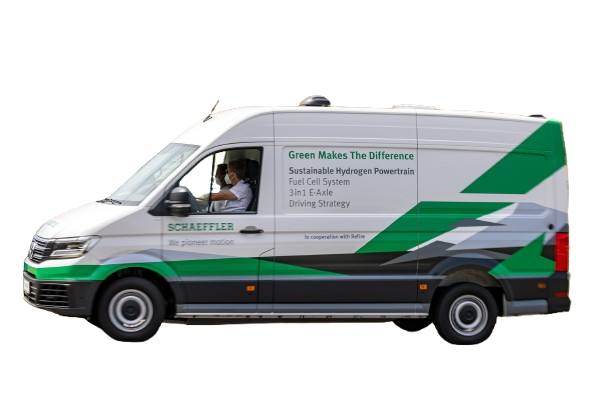 Green Makes The Difference
Sustainable Hydrogen Powertrain
Fuel Cell System
3in1 E-Axle
Driving Strategy
SCHAEFFLER
We pioneer motion
In cooperation with Refire